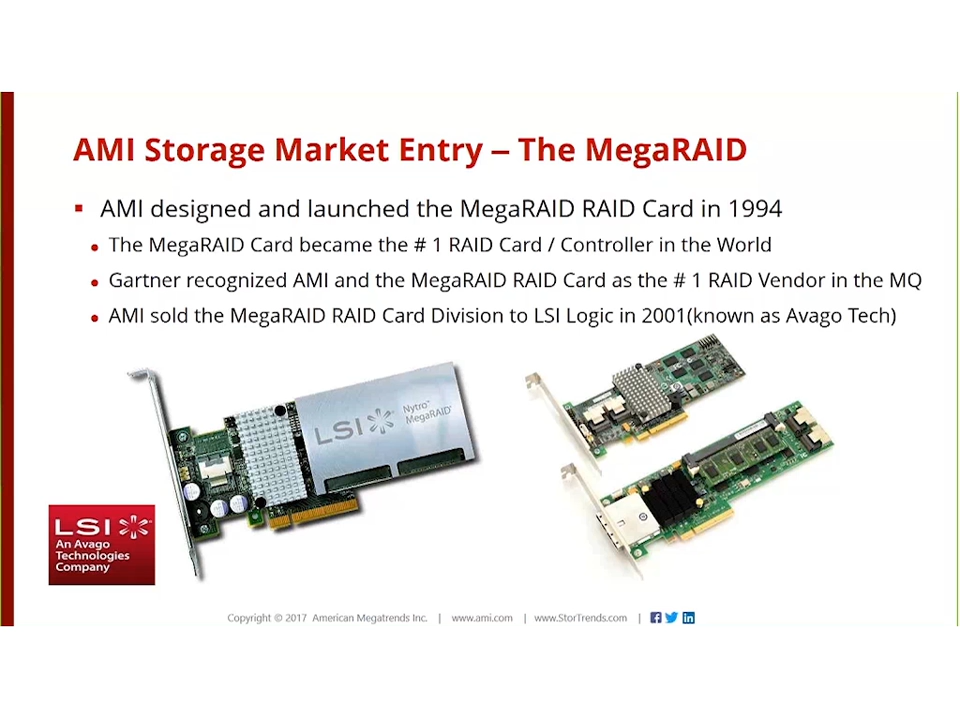 AMI Storage Market Entry – The MegaRAID
▪ AMI designed and launched the MegaRAID RAID Card in 1994
• The MegaRAID Card became the # 1 RAID Card / Controller in the World
• Gartner recognized AMI and the MegaRAID RAID Card as the # 1 RAID Vendor in the MQ
• AMI sold the MegaRAID RAID Card Division to LSI Logic in 2001(known as Avago Tech)
LSI
Nytro™
MegaRAID®
LSI
An Avago
Technologies
Company
Copyright © 2017 American Megatrends Inc. | www.ami.com | www.StorTrends.com |